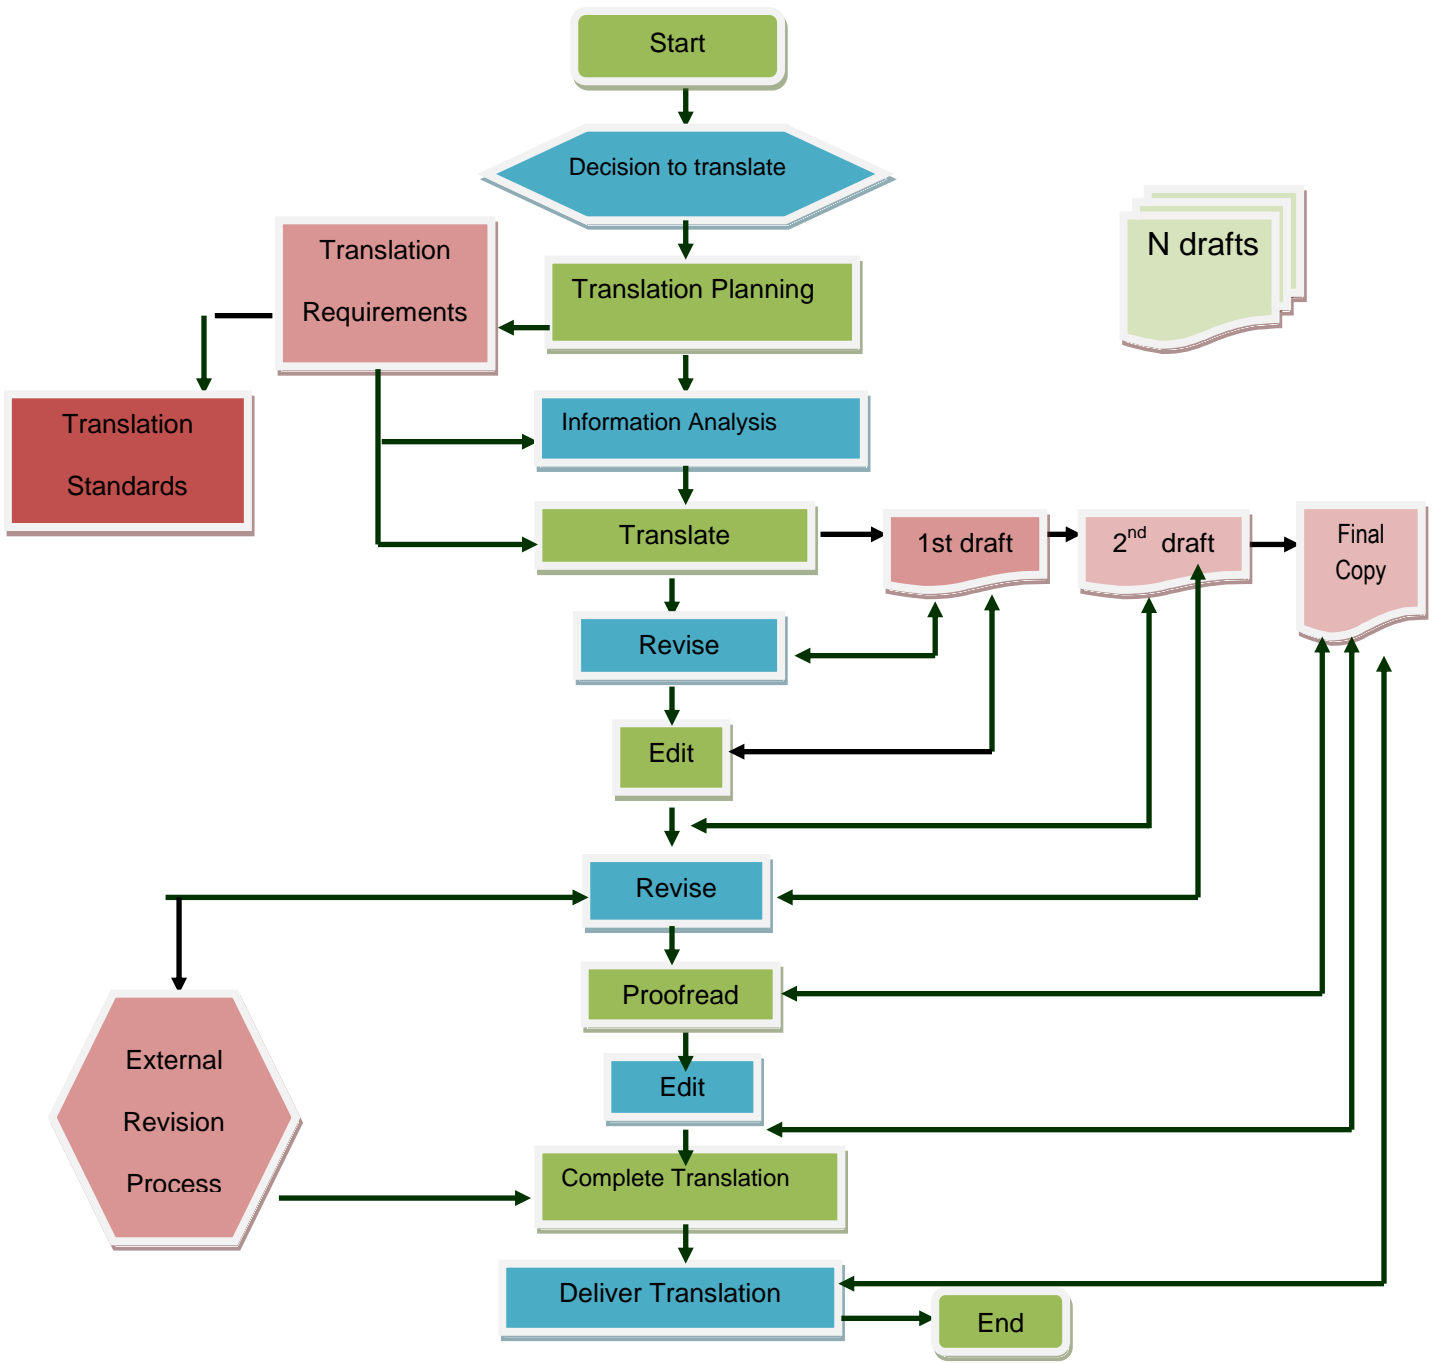 Start
Decision to translate
Translation
Requirements
Translation Planning
N drafts
Translation
Standards
Information Analysis
Translate
1st draft
2nd draft
Final
Copy
Revise
Edit
Revise
Proofread
External
Revision
Process
Edit
Complete Translation
Deliver Translation
End